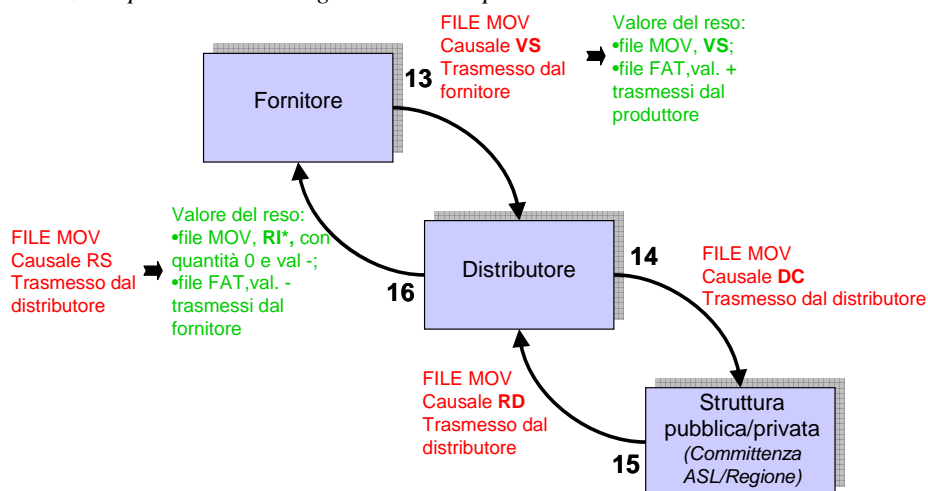 FILE MOV
Causale VS
Trasmesso dal
fornitore
Valore del reso:
•file MOV, VS;
•file FAT,val. +
trasmessi dal
produttore
13
Fornitore
FILE MOV
Causale RS
Trasmesso dal
distributore
Valore del reso:
•file MOV, RI*, con
quantità 0 e val -;
•file FAT,val. -
trasmessi dal
fornitore
16
Distributore
14
FILE MOV
Causale DC
Trasmesso dal distributore
FILE MOV
Causale RD
Trasmesso dal
distributore
15
Struttura
pubblica/privata
(Committenza
ASL/Regione)